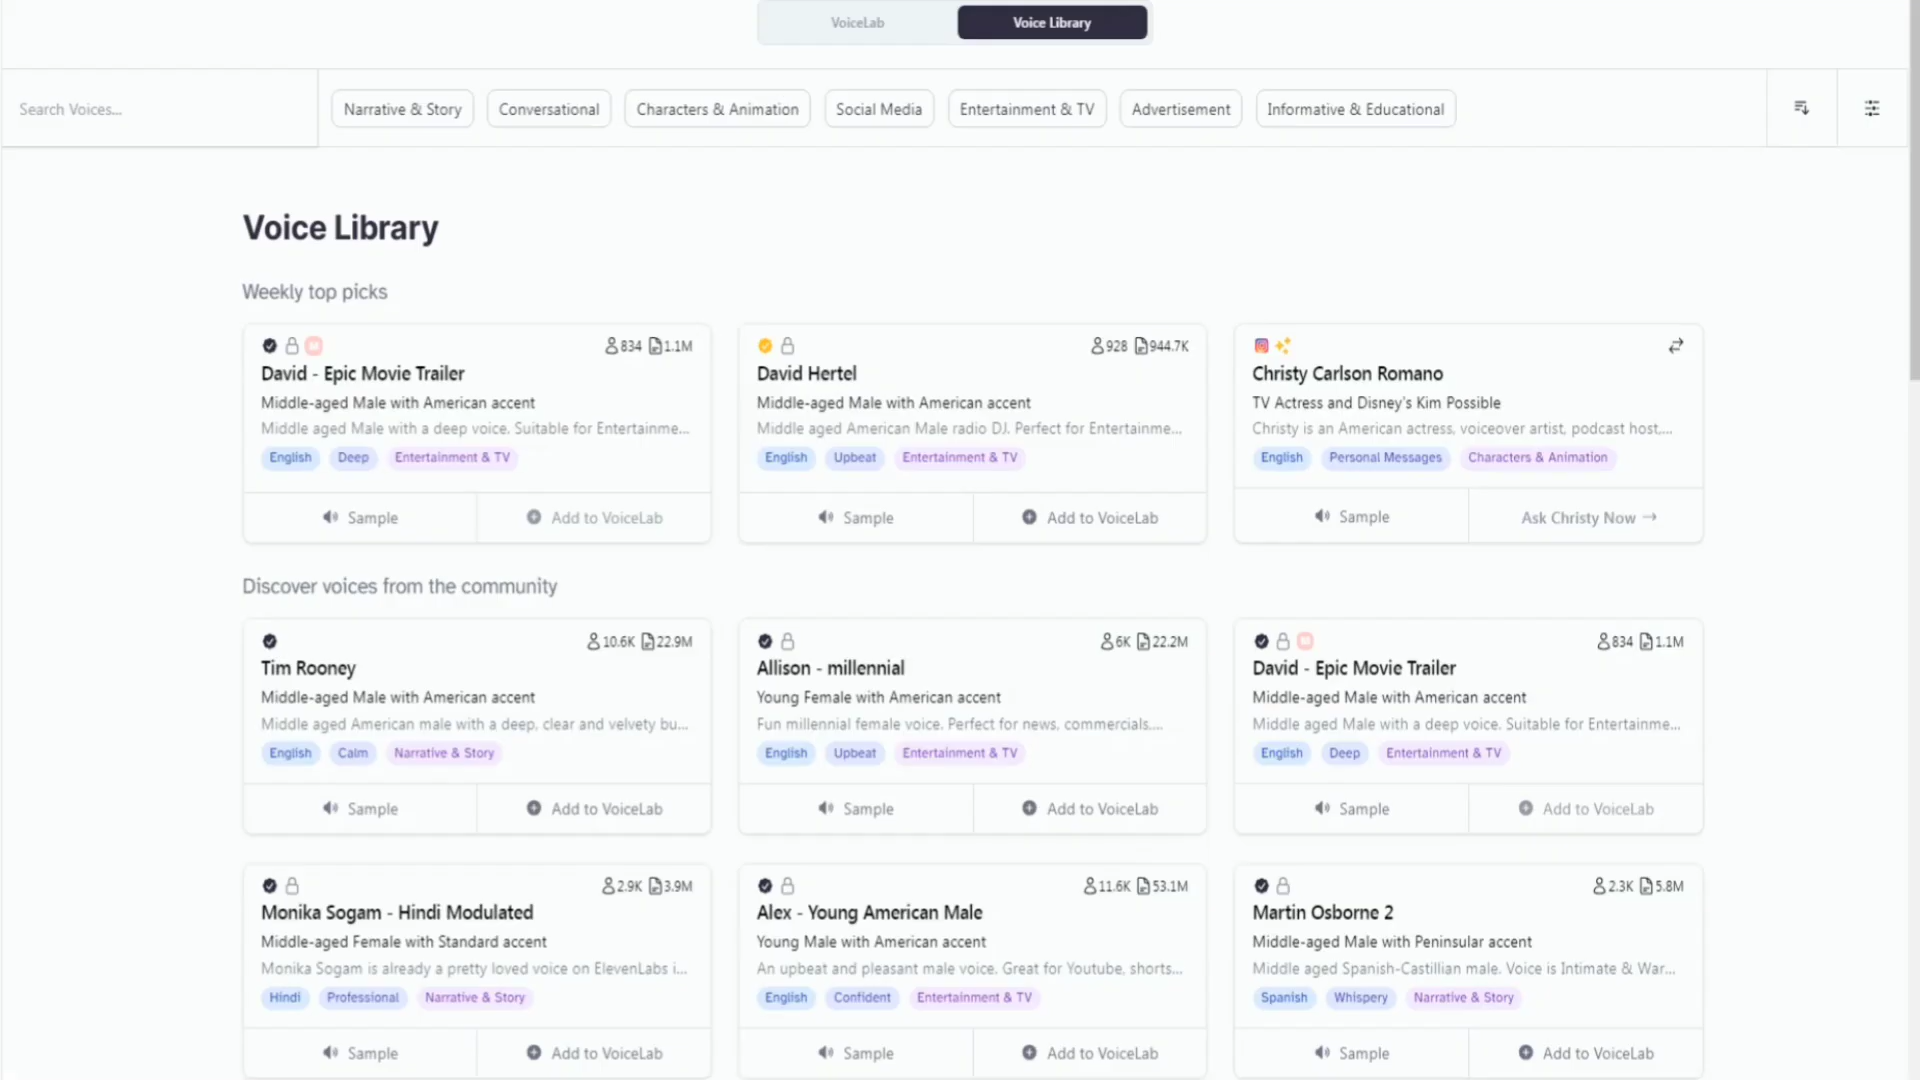 VoiceLab
Voice Library
Search Voices...
Narrative & Story
Conversational
Characters & Animation
Social Media
Entertainment & TV
Advertisement
Informative & Educational
Voice Library
Weekly top picks
834 1.1M
David - Epic Movie Trailer
Middle-aged Male with American accent
Middle aged Male with a deep voice. Suitable for Entertainme...
English Deep Entertainment & TV
Sample Add to VoiceLab
928 944.7K
David Hertel
Middle-aged Male with American accent
Middle aged American Male radio DJ. Perfect for Entertainme...
English Upbeat Entertainment & TV
Sample Add to VoiceLab
Christy Carlson Romano
TV Actress and Disney's Kim Possible
Christy is an American actress, voiceover artist, podcast host,...
English Personal Messages Characters & Animation
Sample Ask Christy Now →
Discover voices from the community
10.6K 22.9M
Tim Rooney
Middle-aged Male with American accent
Middle aged American male with a deep, clear and velvety bu...
English Calm Narrative & Story
Sample Add to VoiceLab
6K 22.2M
Allison - millennial
Young Female with American accent
Fun millennial female voice. Perfect for news, commercials,...
English Upbeat Entertainment & TV
Sample Add to VoiceLab
834 1.1M
David - Epic Movie Trailer
Middle-aged Male with American accent
Middle aged Male with a deep voice. Suitable for Entertainme...
English Deep Entertainment & TV
Sample Add to VoiceLab
2.9K 3.9M
Monika Sogam - Hindi Modulated
Middle-aged Female with Standard accent
Monika Sogam is already a pretty loved voice on ElevenLabs i...
Hindi Professional Narrative & Story
Sample Add to VoiceLab
11.6K 53.1M
Alex - Young American Male
Young Male with American accent
An upbeat and pleasant male voice. Great for Youtube, shorts...
English Confident Entertainment & TV
Sample Add to VoiceLab
2.3K 5.8M
Martin Osborne 2
Middle-aged Male with Peninsular accent
Middle aged Spanish-Castillian male. Voice is Intimate & War...
Spanish Whispery Narrative & Story
Sample Add to VoiceLab